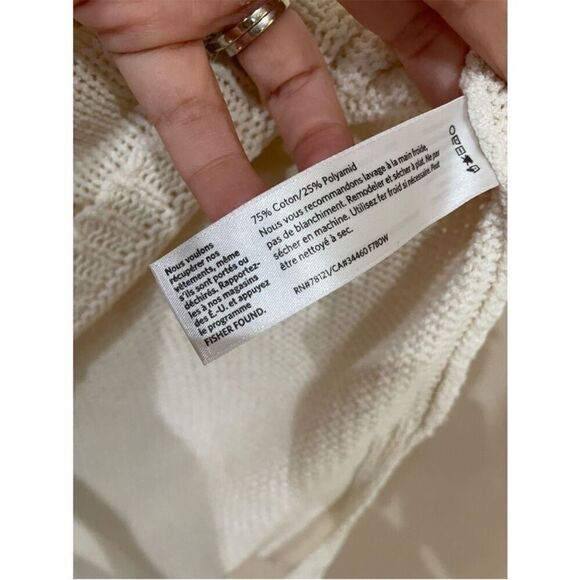 75% Coton/25% Polyamid
Nous vous recommandons lavage à la main froide,
pas de blanchiment. Remodeler et sécher à plat. Ne pas
sécher en machine. Utilisez fer froid si nécessaire. Peut
être nettoyé à sec.
RN#78121/CA#34460 F780W
Nous voulons
récupérer nos
vêtements, même
s'ils sont portés ou
déchirés. Rapportez-
les à nos magasins
des É.-U. et appuyez
le programme
FISHER FOUND.